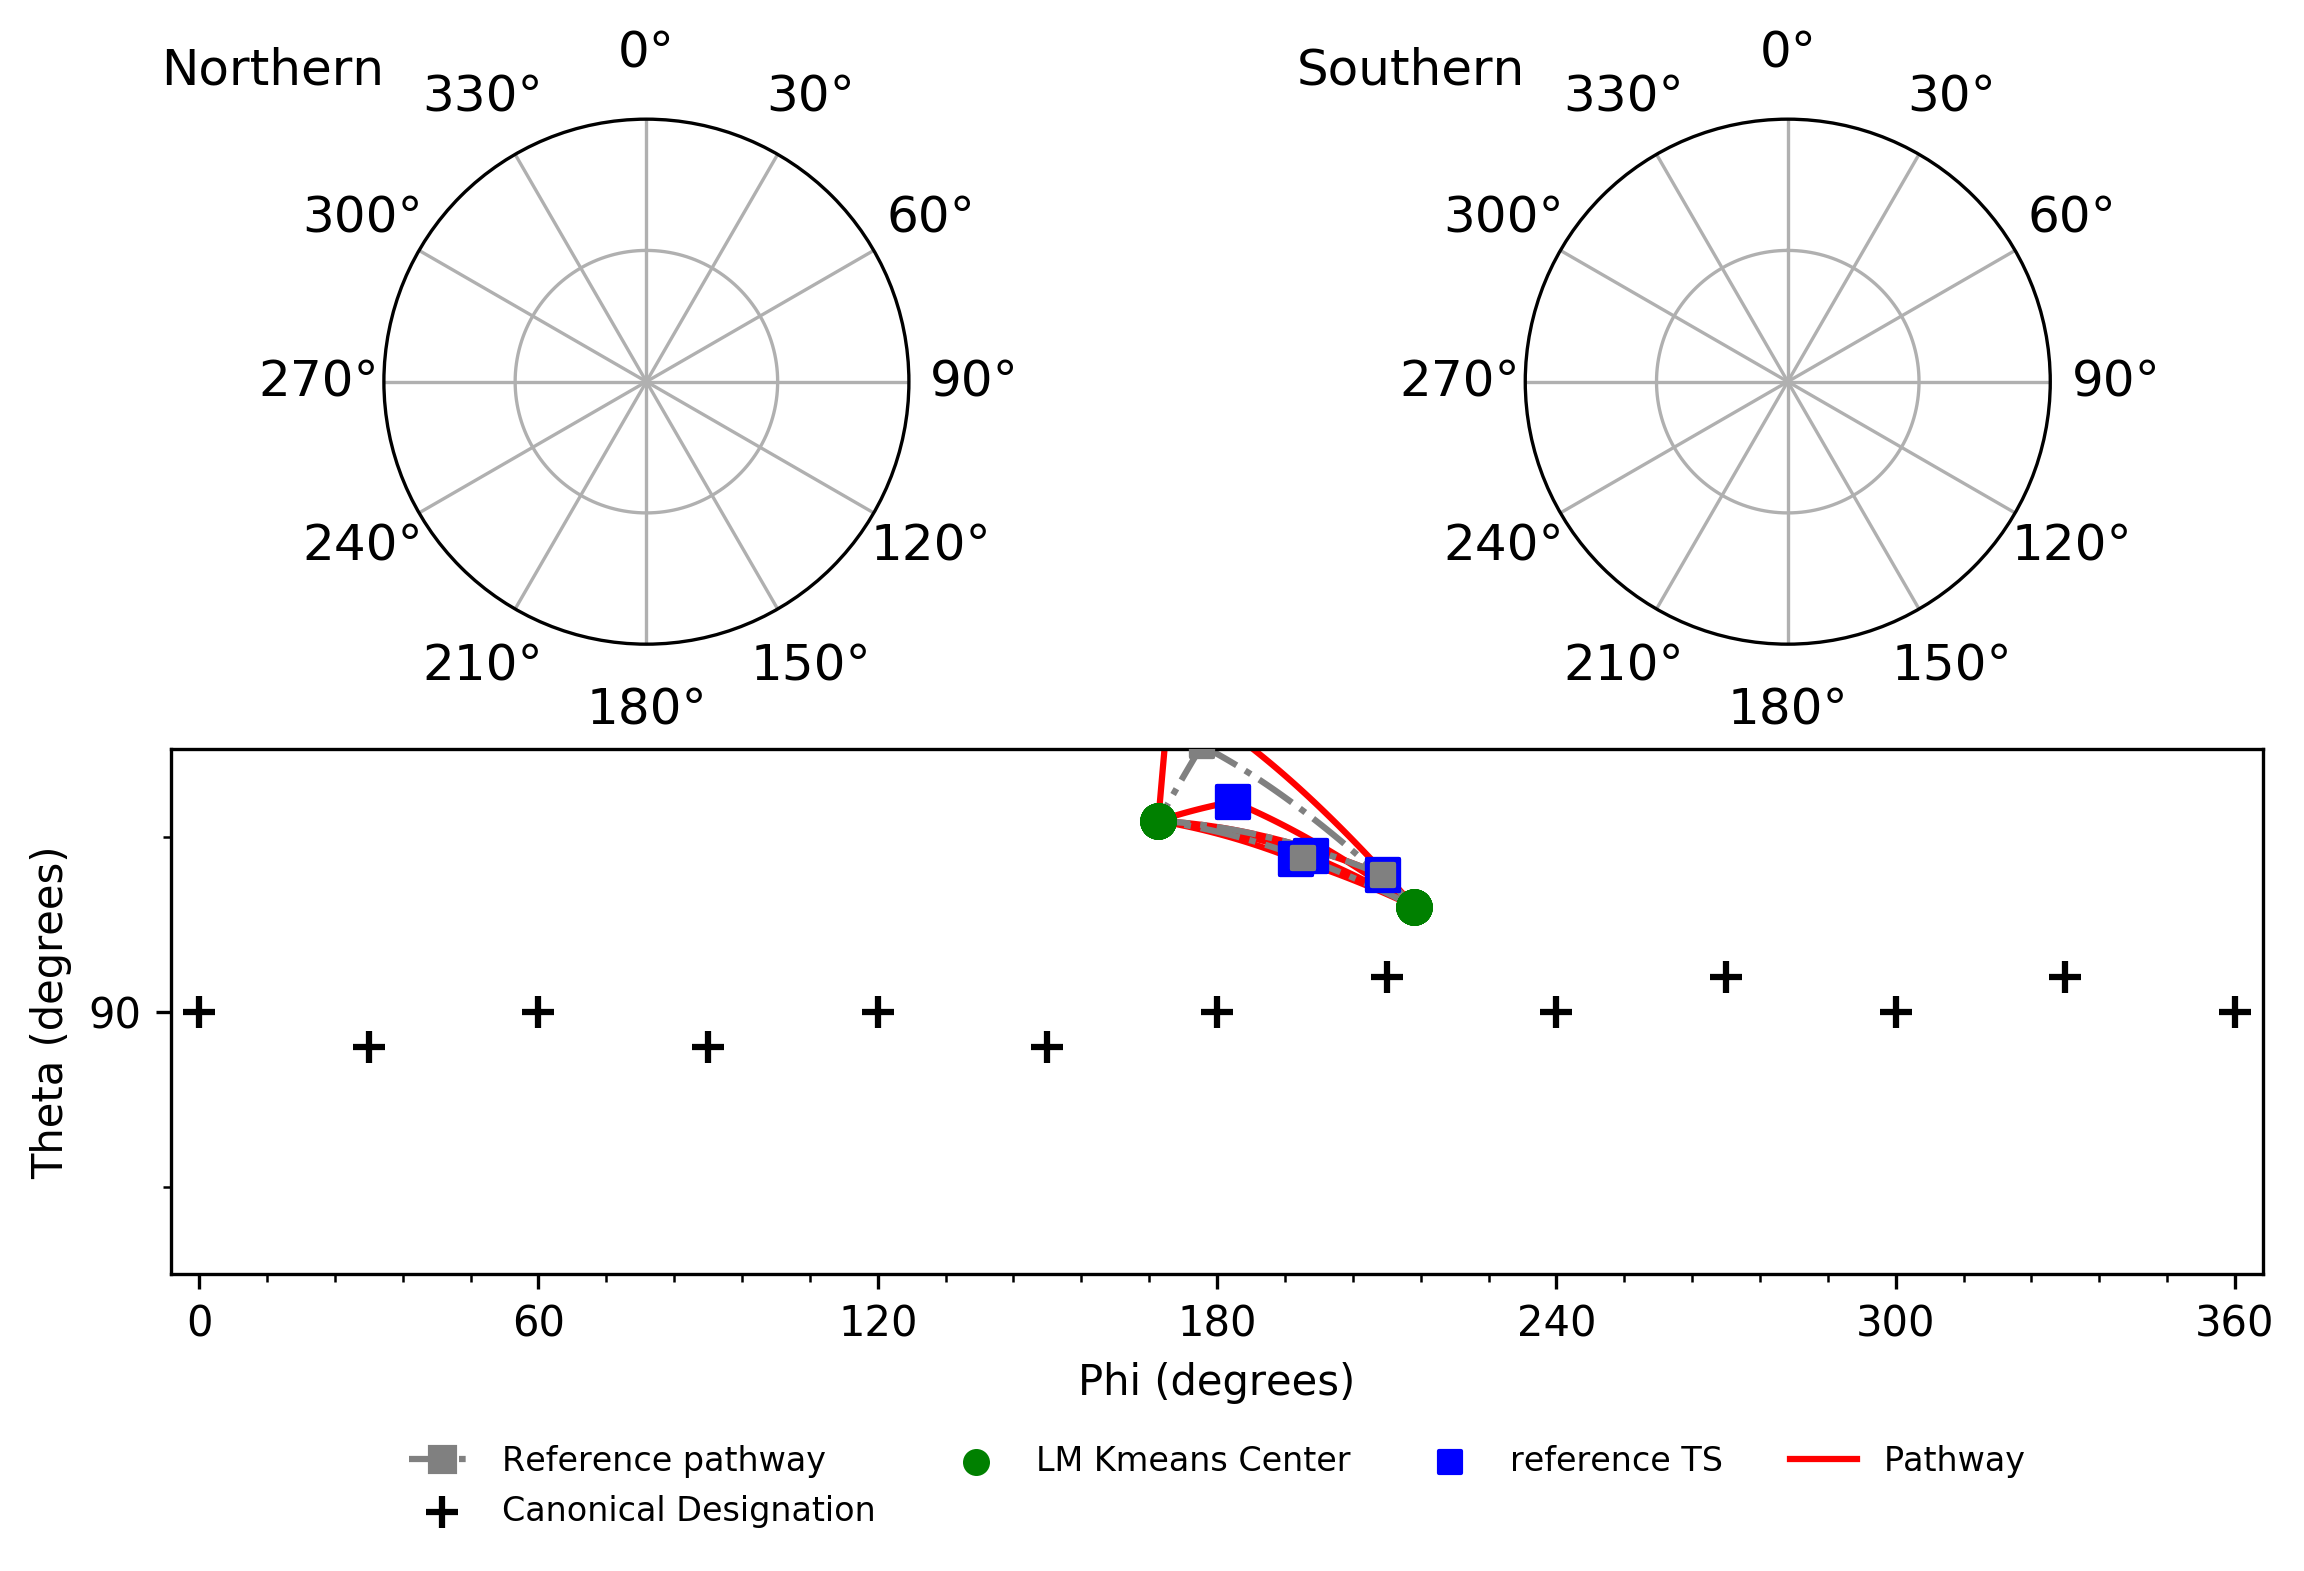 Northern
0°
30°
60°
90°
120°
150°
180°
210°
240°
270°
300°
330°
Southern
0°
30°
60°
90°
120°
150°
180°
210°
240°
270°
300°
330°
Theta (degrees)
90
0 60 120 180 240 300 360
Phi (degrees)
Reference pathway
Canonical Designation
LM Kmeans Center
reference TS
Pathway